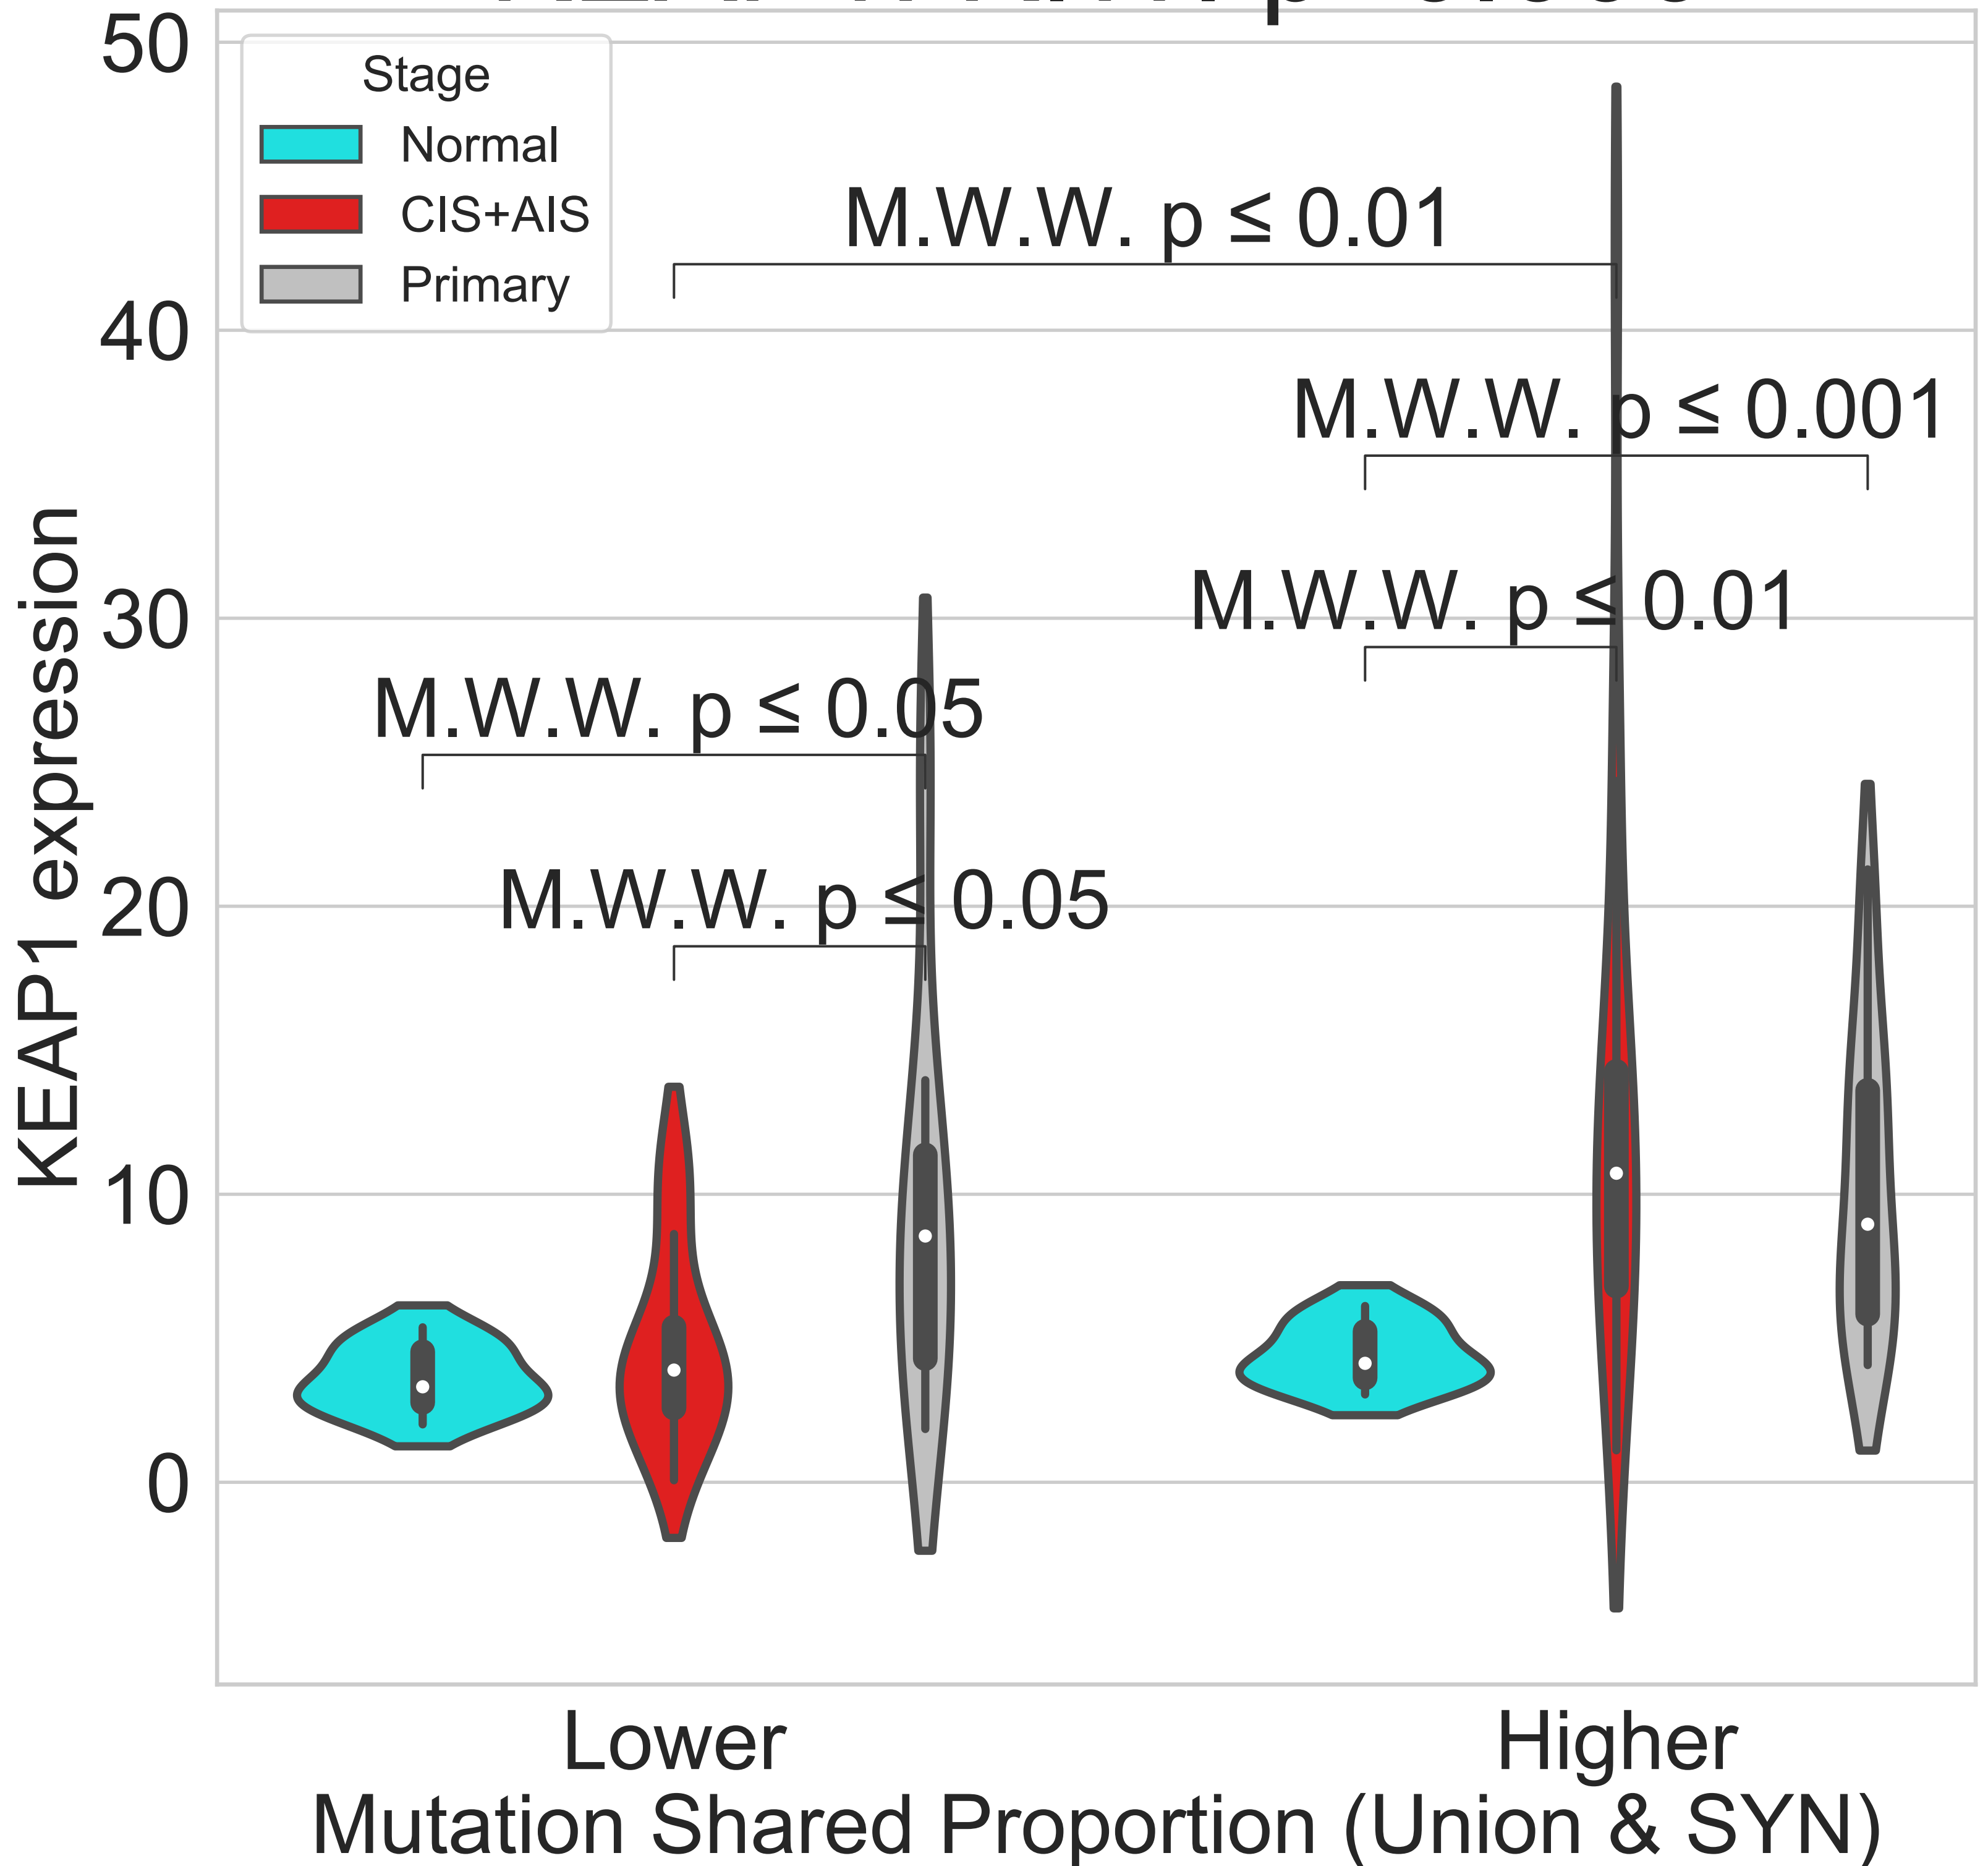 50
40
30
20
10
0
KEAP1 expression
Stage
Normal
CIS+AIS
Primary
M.W.W. p ≤ 0.01
M.W.W. p ≤ 0.001
M.W.W. p ≤ 0.01
M.W.W. p ≤ 0.05
M.W.W. p ≤ 0.05
Lower
Higher
Mutation Shared Proportion (Union & SYN)